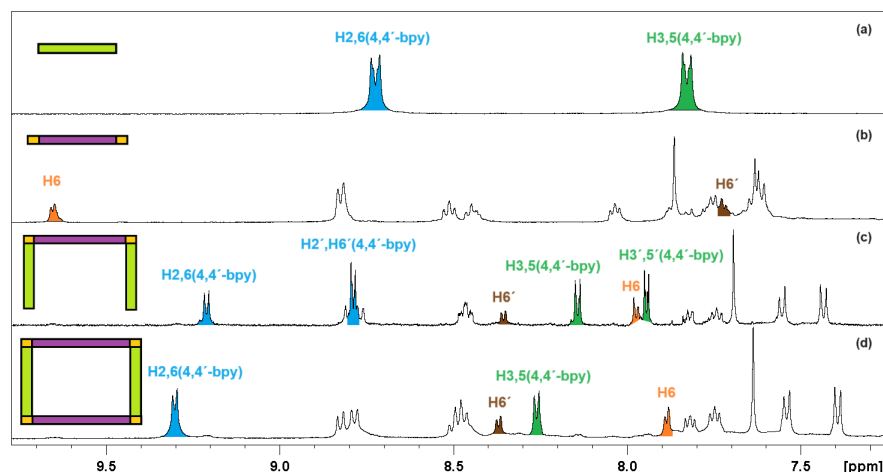 (a)
H2,6(4,4´-bpy)
H3,5(4,4´-bpy)
(b)
H6
H6´
(c)
H2,6(4,4´-bpy)
H2´,H6´(4,4´-bpy)
H6´
H3,5(4,4´-bpy)
H6
H3´,5´(4,4´-bpy)
(d)
H2,6(4,4´-bpy)
H6´
H3,5(4,4´-bpy)
H6
9.5 9.0 8.5 8.0 7.5 [ppm]